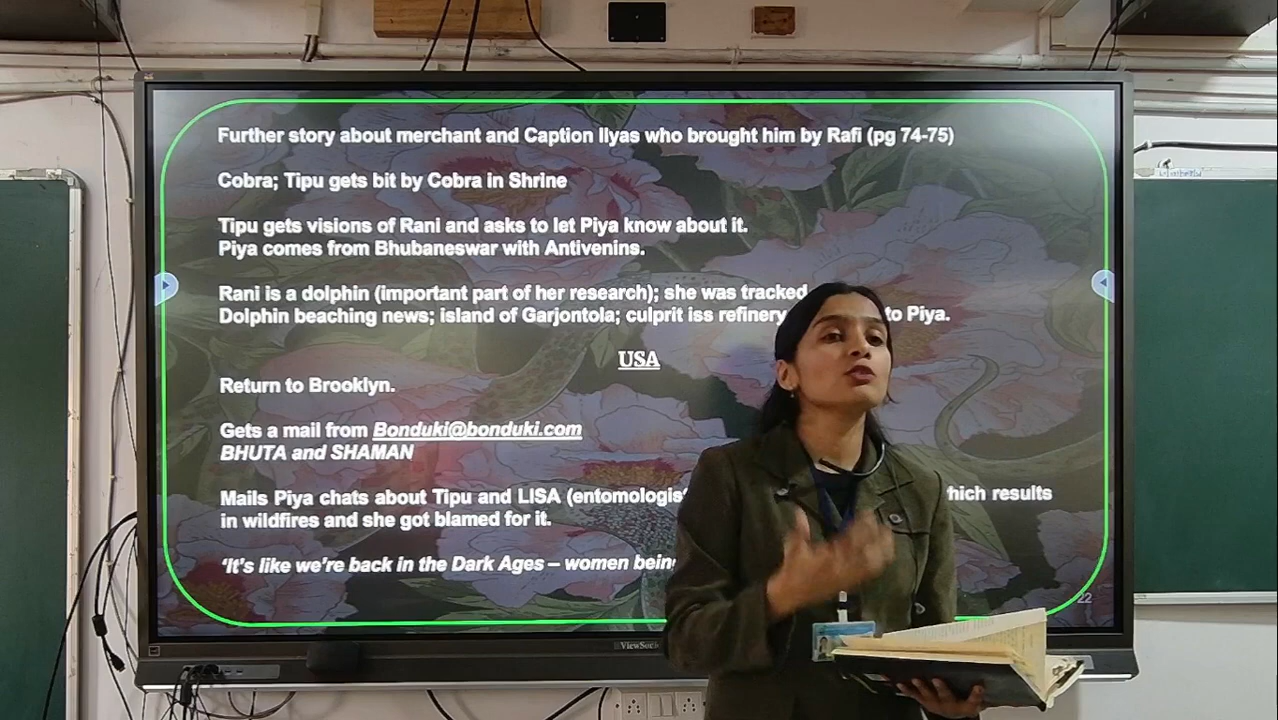 Further story about merchant and Caption Ilyas who brought him by Rafi (pg 74-75)
Cobra; Tipu gets bit by Cobra in Shrine
Tipu gets visions of Rani and asks to let Piya know about it.
Piya comes from Bhubaneswar with Antivenins.
Rani is a dolphin (important part of her research); she was tracked
Dolphin beaching news; island of Garjontola; culprit iss refinery to Piya.
USA
Return to Brooklyn.
Gets a mail from Bonduki@bonduki.com
BHUTA and SHAMAN
Mails Piya chats about Tipu and LISA (entomologist which results
in wildfires and she got blamed for it.
‘It’s like we’re back in the Dark Ages – women being
22
ViewSonic